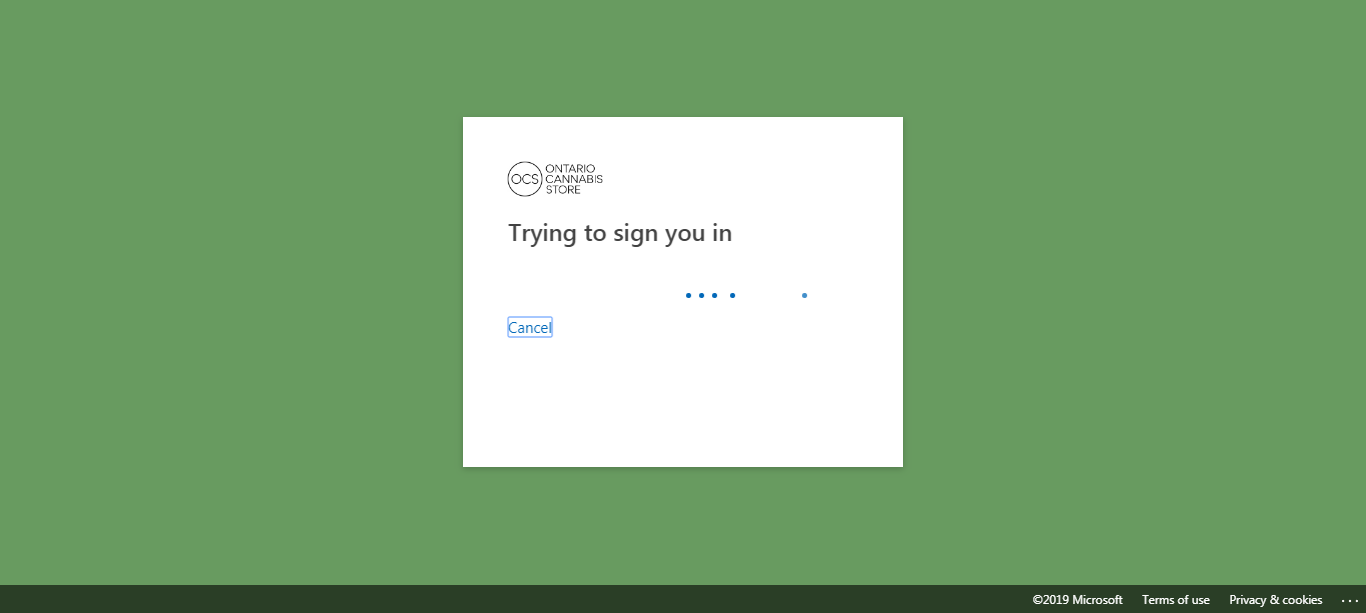 OCS
ONTARIO
CANNABIS
STORE
Trying to sign you in
Cancel
©2019 Microsoft Terms of use Privacy & cookies ...